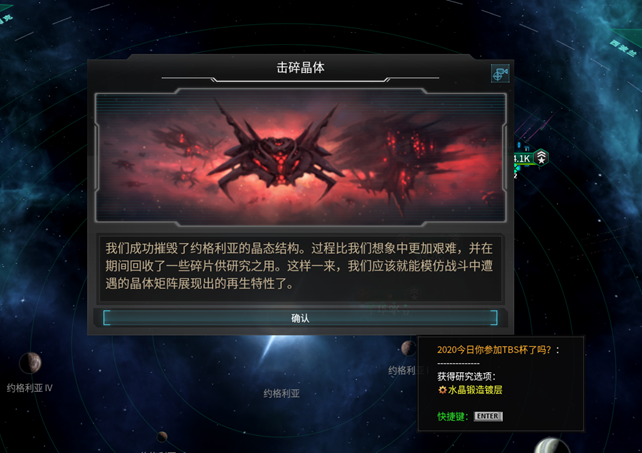 击碎晶体
4.1K
我们成功摧毁了约格利亚的晶态结构。过程比我们想象中更加艰难，并在
期间回收了一些碎片供研究之用。这样一来，我们应该就能模仿战斗中遭
遇的晶体矩阵展现出的再生特性了。
确认
2020今日你参加TBS杯了吗？：
--------------
获得研究选项：
水晶锻造镀层
快捷键： ENTER
约格利亚 IV
约格利亚
约格利